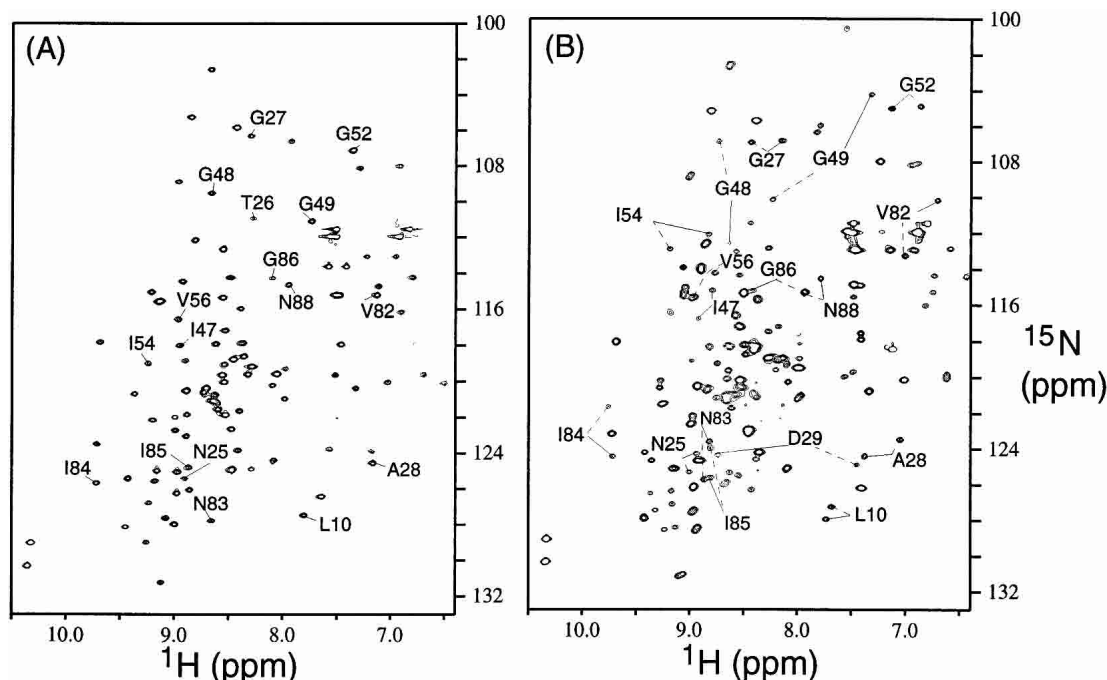 (A)
G27
G52
G48
T26
G49
G86
N88
V56
V82
I47
I54
I84
I85
N25
A28
N83
L10
10.0
9.0
8.0
7.0
¹H (ppm)
100
108
116
124
132
(B)
G52
G27
G49
G48
V82
I54
V56
G86
I47
N88
N83
I84
N25
D29
A28
I85
L10
10.0
9.0
8.0
7.0
¹H (ppm)
100
108
116
124
132
¹⁵N
(ppm)